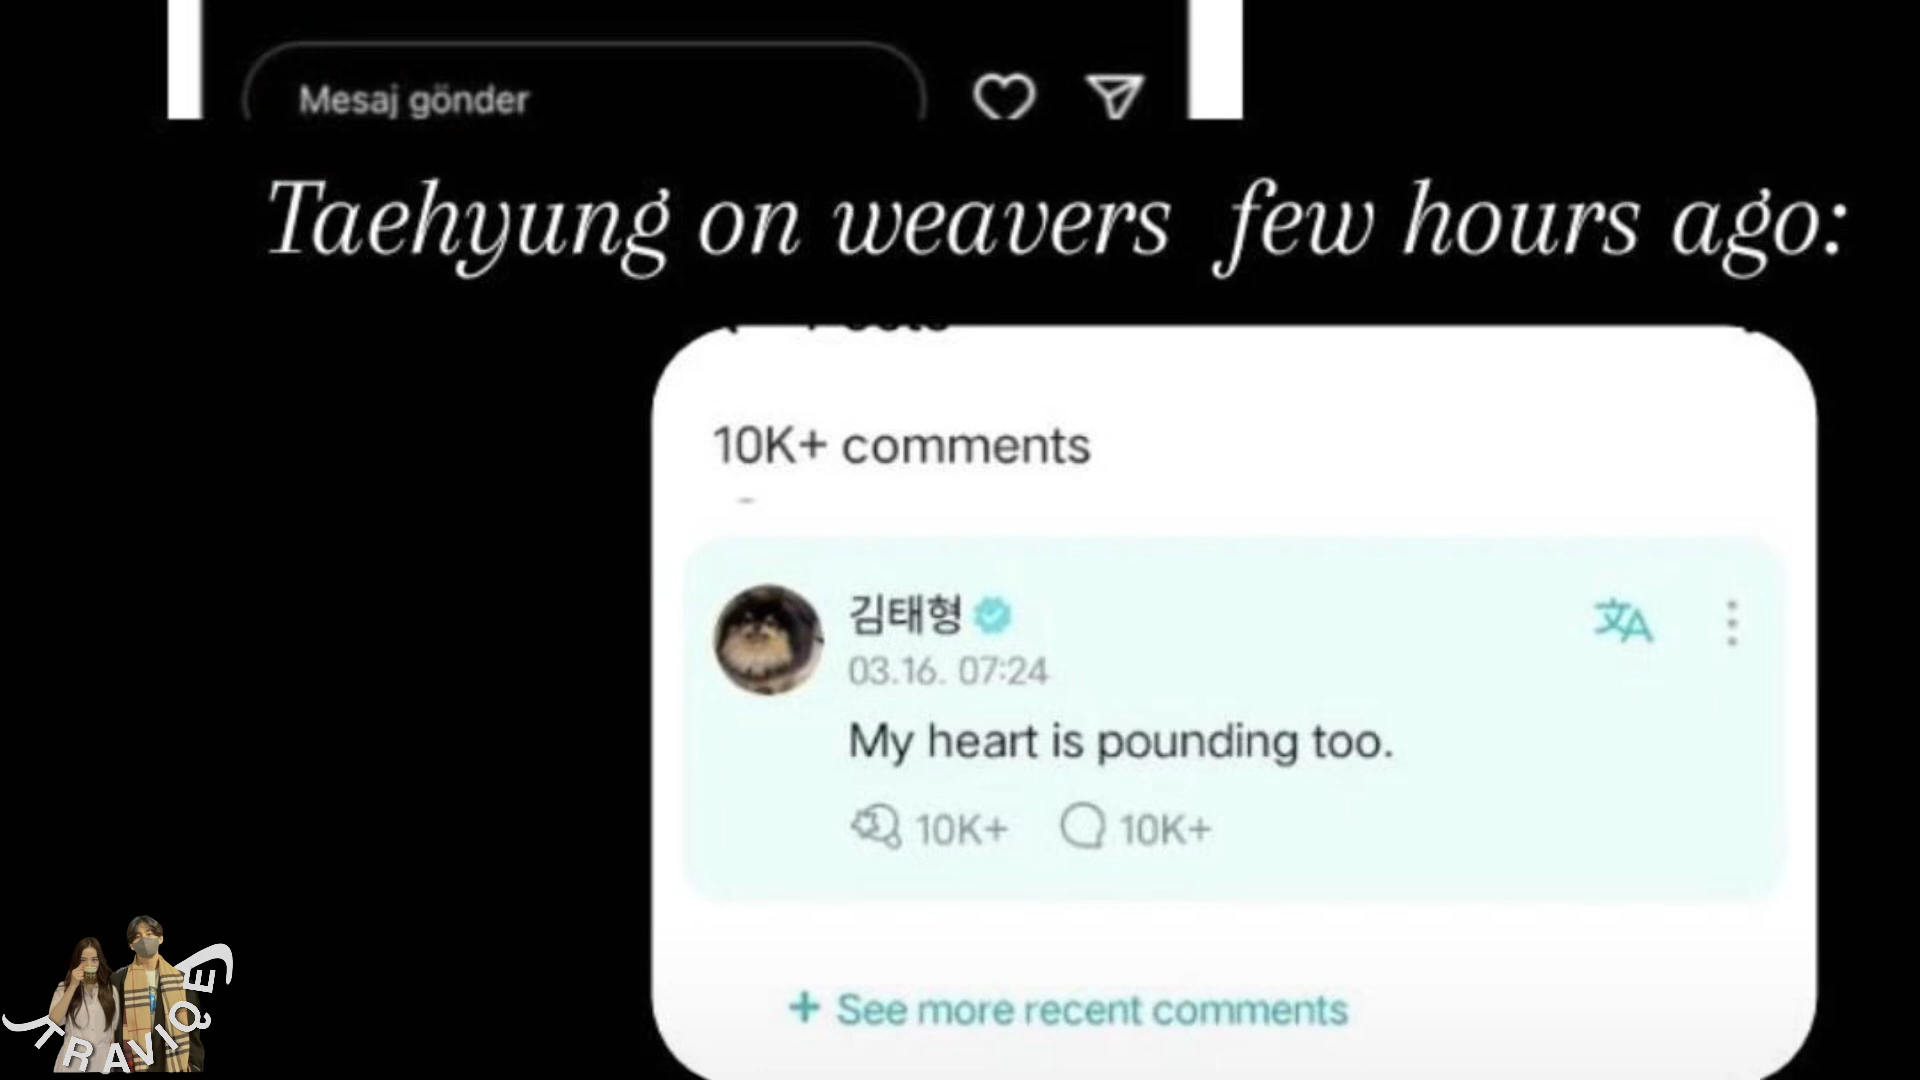 Mesaj gönder
Taehyung on weavers few hours ago:
10K+ comments
김태형
03.16. 07:24
My heart is pounding too.
10K+ 10K+
+ See more recent comments